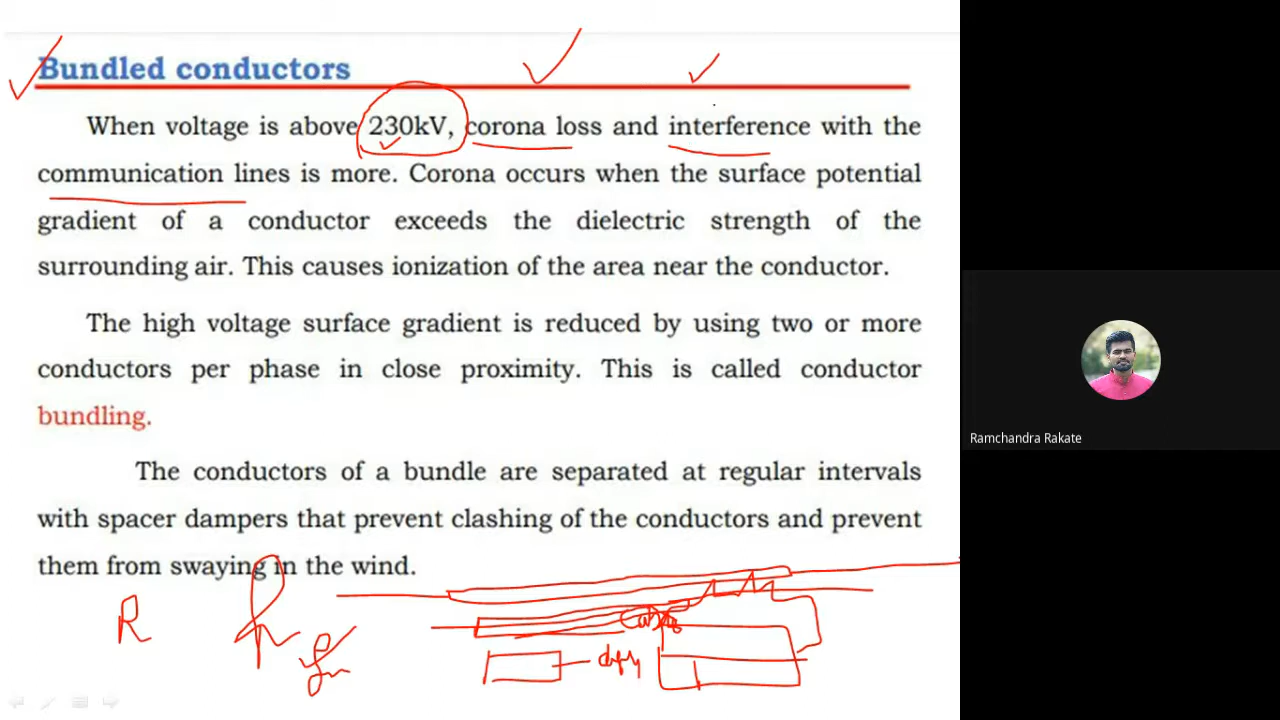 Bundled conductors
When voltage is above 230kV, corona loss and interference with the
communication lines is more. Corona occurs when the surface potential
gradient of a conductor exceeds the dielectric strength of the
surrounding air. This causes ionization of the area near the conductor.
The high voltage surface gradient is reduced by using two or more
conductors per phase in close proximity. This is called conductor
bundling.
The conductors of a bundle are separated at regular intervals
with spacer dampers that prevent clashing of the conductors and prevent
them from swaying in the wind.
R
Ramchandra Rakate